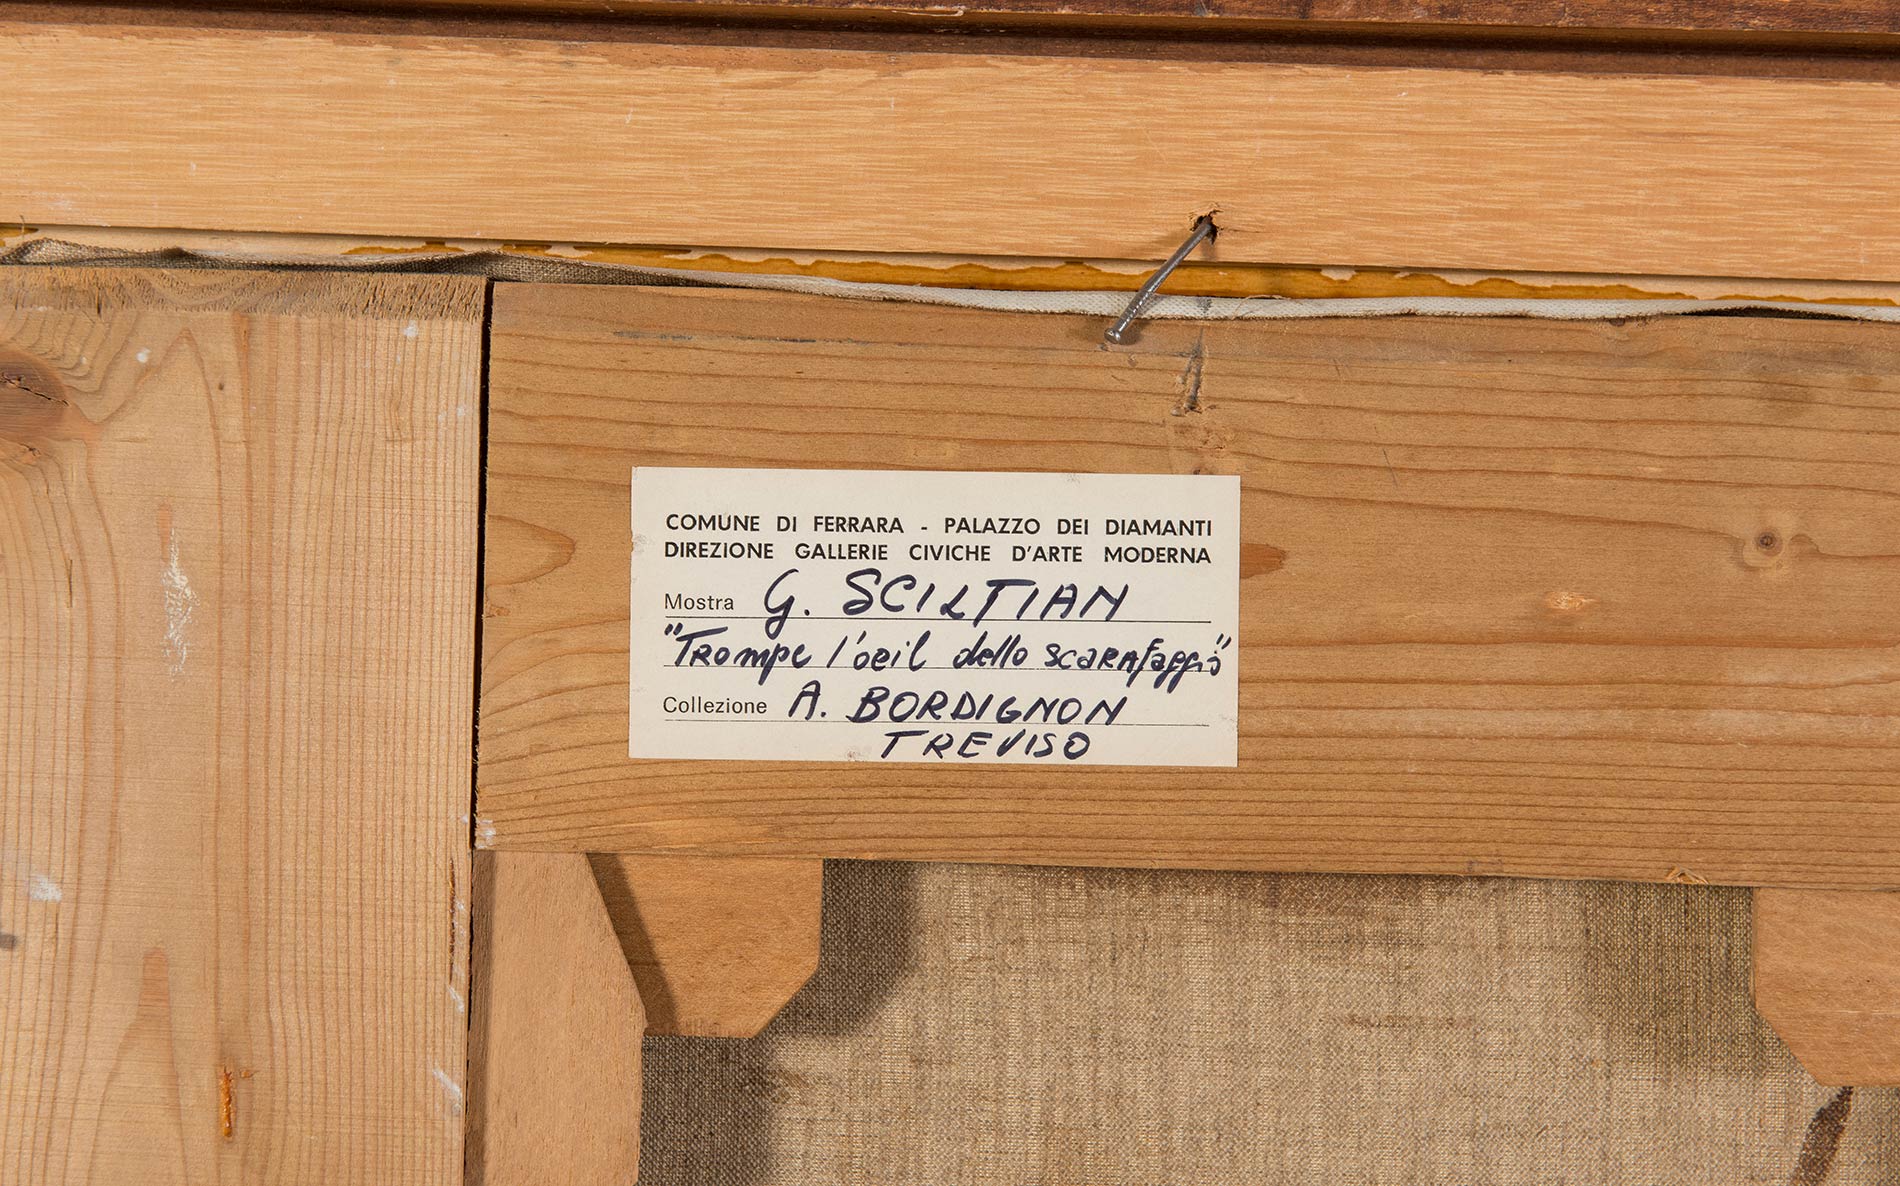 COMUNE DI FERRARA - PALAZZO DEI DIAMANTI
DIREZIONE GALLERIE CIVICHE D'ARTE MODERNA
Mostra G. SCILTIAN
"Trompe l'oeil dello scarafaggio"
Collezione A. BORDIGNON
TREVISO